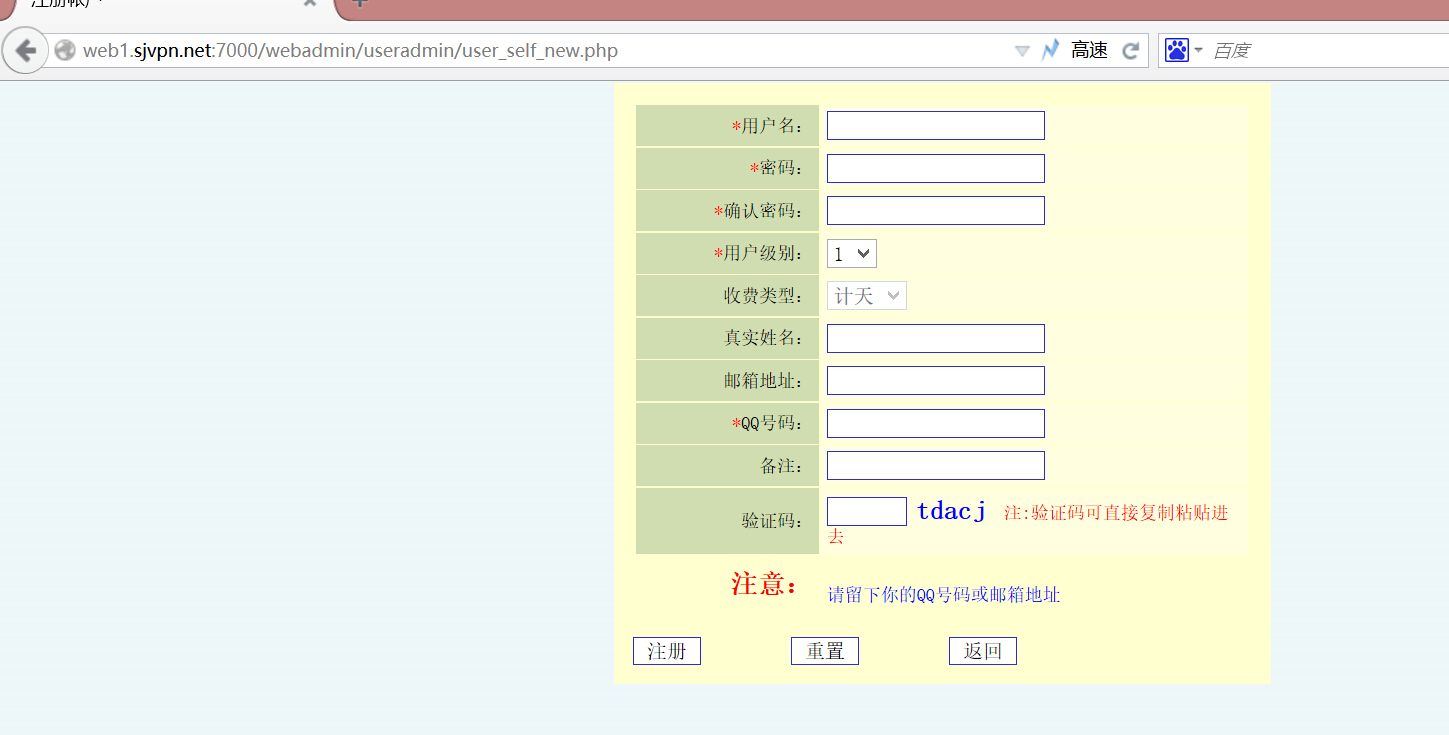 注册帐户
web1.sjvpn.net:7000/webadmin/useradmin/user_self_new.php
高速
百度
*用户名：
*密码：
*确认密码：
*用户级别： 1
收费类型： 计天
真实姓名：
邮箱地址：
*QQ号码：
备注：
验证码： tdacj 注:验证码可直接复制粘贴进
去
注意： 请留下你的QQ号码或邮箱地址
注册 重置 返回